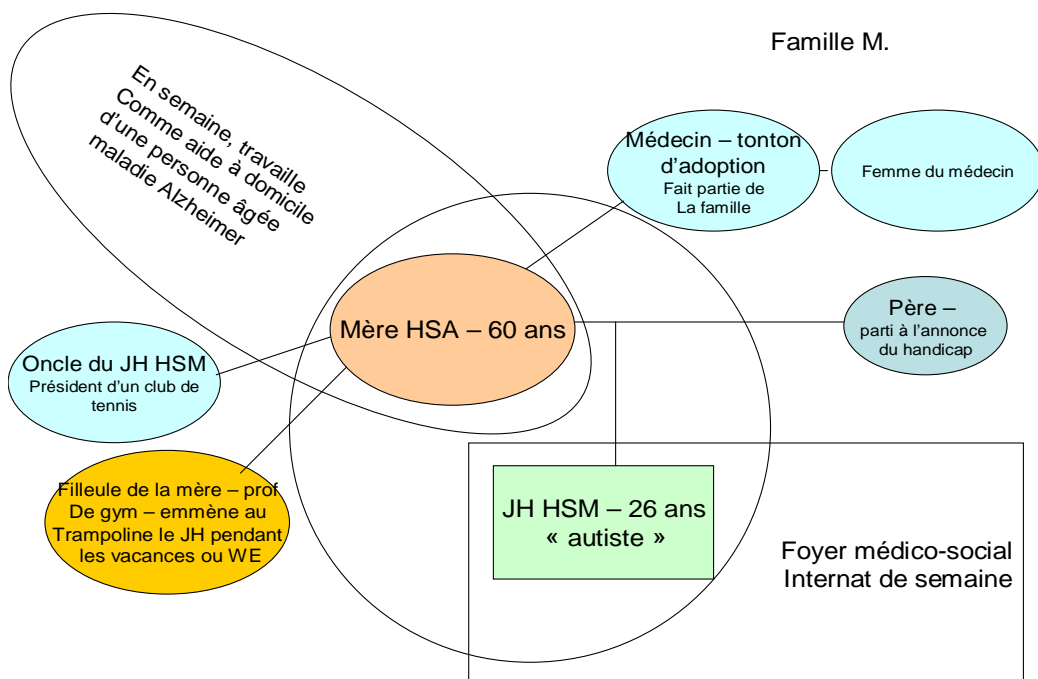 Famille M.
En semaine, travaille
Comme aide à domicile
d'une personne âgée
maladie Alzheimer
Médecin – tonton
d'adoption
Fait partie de
La famille
Femme du médecin
Mère HSA – 60 ans
Père –
parti à l'annonce
du handicap
Oncle du JH HSM
Président d'un club de
tennis
Filleule de la mère – prof
De gym – emmène au
Trampoline le JH pendant
les vacances ou WE
JH HSM – 26 ans
« autiste »
Foyer médico-social
Internat de semaine